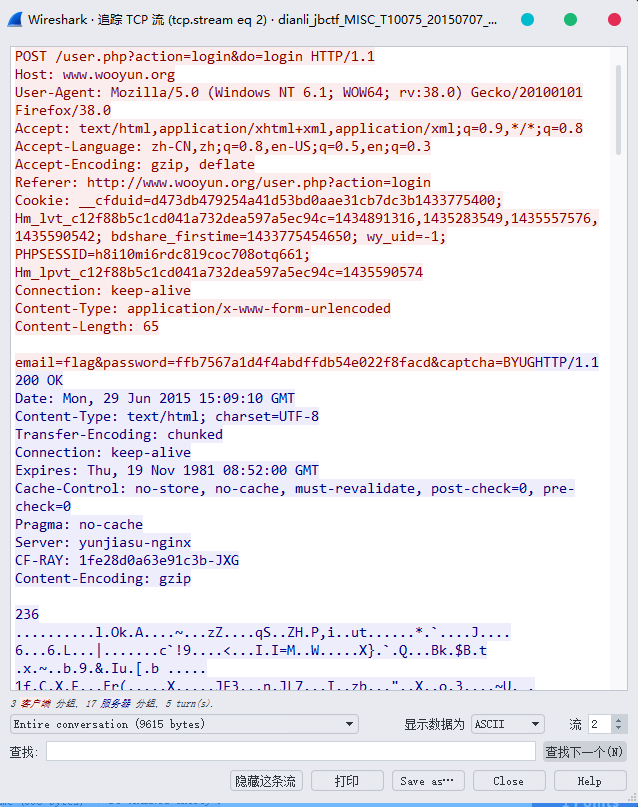 Wireshark · 追踪 TCP 流 (tcp.stream eq 2) · dianli_jbctf_MISC_T10075_20150707_...
POST /user.php?action=login&do=login HTTP/1.1
Host: www.wooyun.org
User-Agent: Mozilla/5.0 (Windows NT 6.1; WOW64; rv:38.0) Gecko/20100101
Firefox/38.0
Accept: text/html,application/xhtml+xml,application/xml;q=0.9,*/*;q=0.8
Accept-Language: zh-CN,zh;q=0.8,en-US;q=0.5,en;q=0.3
Accept-Encoding: gzip, deflate
Referer: http://www.wooyun.org/user.php?action=login
Cookie: __cfduid=d473db479254a41d53bd0aae31cb7dc3b1433775400;
Hm_lvt_c12f88b5c1cd041a732dea597a5ec94c=1434891316,1435283549,1435557576,
1435590542; bdshare_firstime=1433775454650; wy_uid=-1;
PHPSESSID=h8i10mi6rdc8l9coc708otq661;
Hm_lpvt_c12f88b5c1cd041a732dea597a5ec94c=1435590574
Connection: keep-alive
Content-Type: application/x-www-form-urlencoded
Content-Length: 65
email=flag&password=ffb7567a1d4f4abdffdb54e022f8facd&captcha=BYUGHTTP/1.1
200 OK
Date: Mon, 29 Jun 2015 15:09:10 GMT
Content-Type: text/html; charset=UTF-8
Transfer-Encoding: chunked
Connection: keep-alive
Expires: Thu, 19 Nov 1981 08:52:00 GMT
Cache-Control: no-store, no-cache, must-revalidate, post-check=0, pre-
check=0
Pragma: no-cache
Server: yunjiasu-nginx
CF-RAY: 1fe28d0a63e91c3b-JXG
Content-Encoding: gzip
236
..........l.Ok.A....~...zZ....qS..ZH.P,i..ut......*.`....J....
6...6.L...|.......c`!9....<...I.I=M..W.....X}.`.Q...Bk.$B.t
.x.~..b.9.&.Iu.[.b .....
3 客户端 分组, 17 服务器 分组, 5 turn(s).
Entire conversation (9615 bytes) 显示数据为 ASCII 流 2
查找: 查找下一个(N)
隐藏这条流 打印 Save as… Close Help